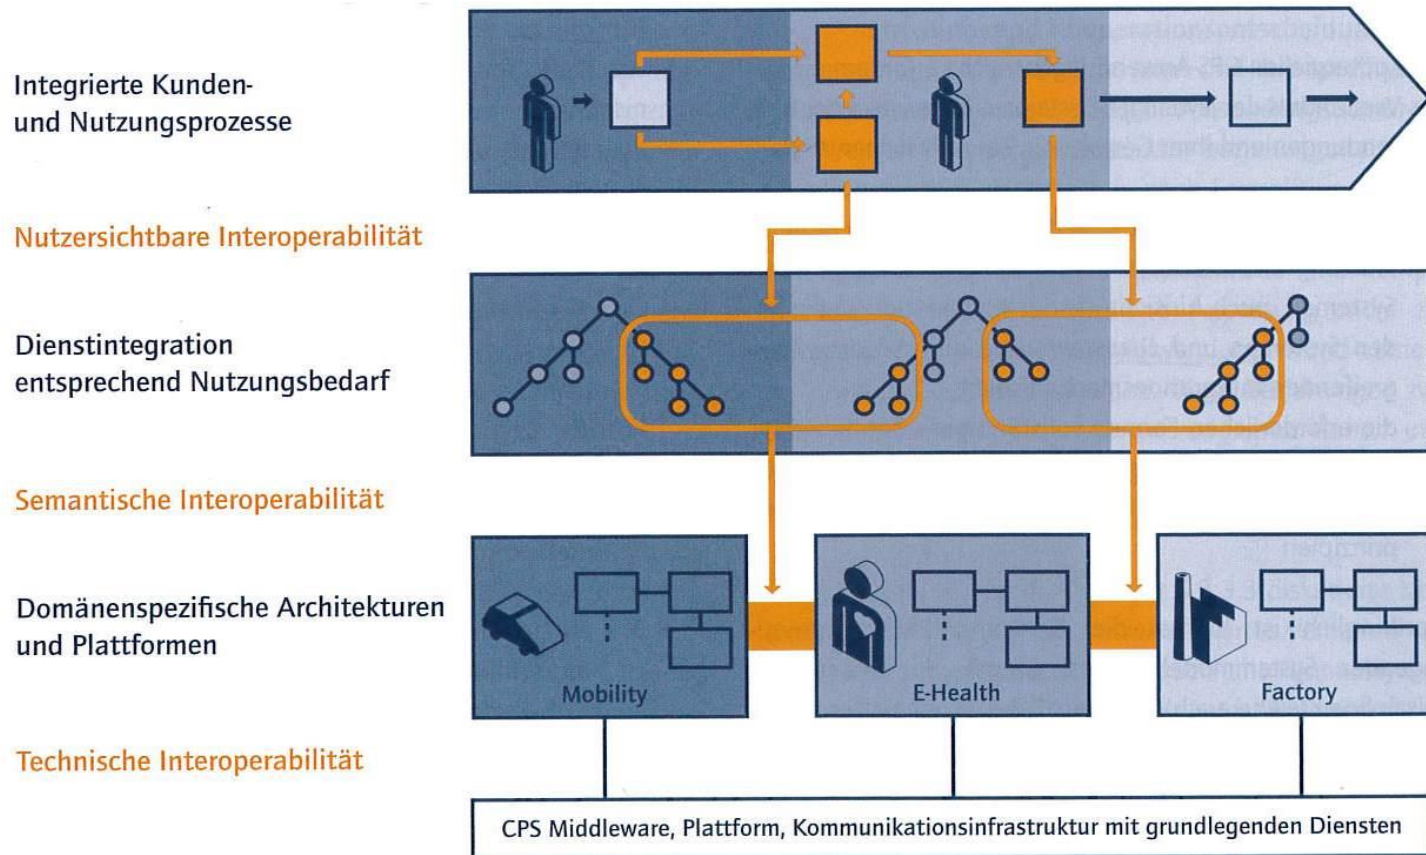 Integrierte Kunden-
und Nutzungsprozesse
Nutzersichtbare Interoperabilität
Dienstintegration
entsprechend Nutzungsbedarf
Semantische Interoperabilität
Domänenspezifische Architekturen
und Plattformen
Mobility
E-Health
Factory
Technische Interoperabilität
CPS Middleware, Plattform, Kommunikationsinfrastruktur mit grundlegenden Diensten